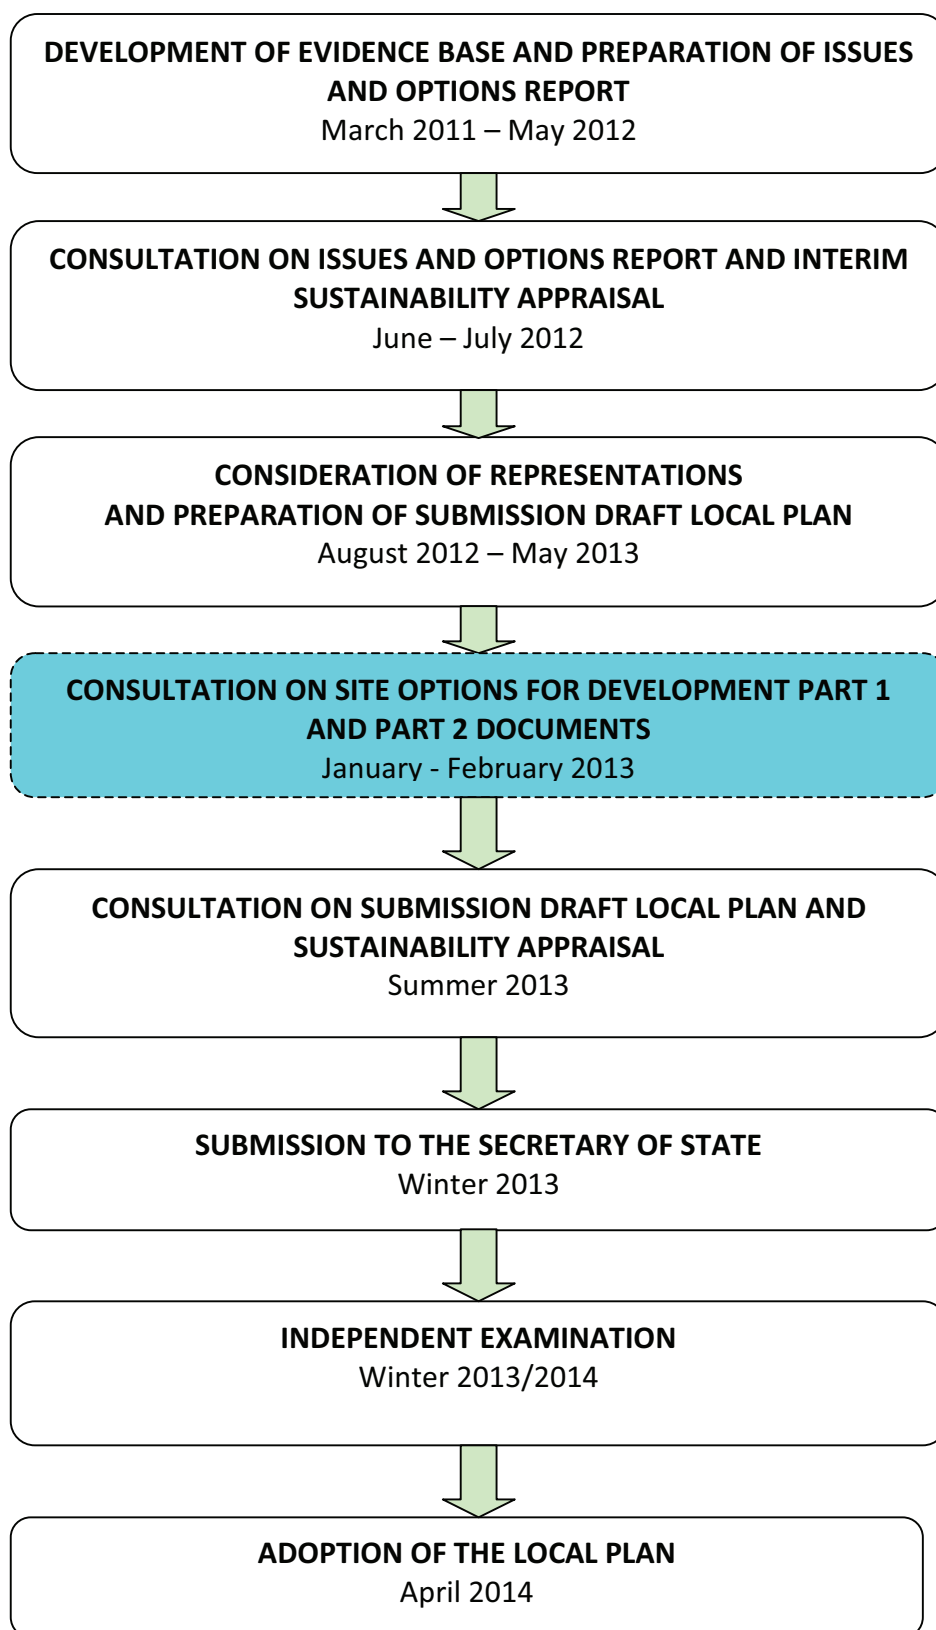 DEVELOPMENT OF EVIDENCE BASE AND PREPARATION OF ISSUES
AND OPTIONS REPORT
March 2011 – May 2012
CONSULTATION ON ISSUES AND OPTIONS REPORT AND INTERIM
SUSTAINABILITY APPRAISAL
June – July 2012
CONSIDERATION OF REPRESENTATIONS
AND PREPARATION OF SUBMISSION DRAFT LOCAL PLAN
August 2012 – May 2013
CONSULTATION ON SITE OPTIONS FOR DEVELOPMENT PART 1
AND PART 2 DOCUMENTS
January - February 2013
CONSULTATION ON SUBMISSION DRAFT LOCAL PLAN AND
SUSTAINABILITY APPRAISAL
Summer 2013
SUBMISSION TO THE SECRETARY OF STATE
Winter 2013
INDEPENDENT EXAMINATION
Winter 2013/2014
ADOPTION OF THE LOCAL PLAN
April 2014